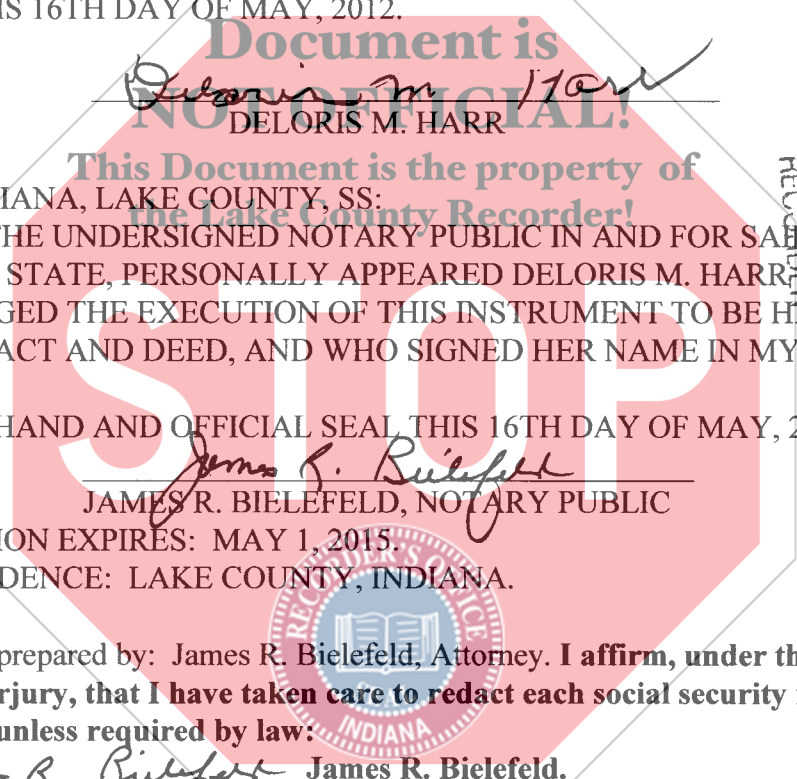 IS 16TH DAY OF MAY, 2012.
Document is
Deloris M Harr
NOT OFFICIAL!
DELORIS M. HARR
This Document is the property of
IANA, LAKE COUNTY, SS:
the Lake County Recorder!
THE UNDERSIGNED NOTARY PUBLIC IN AND FOR SAI
STATE, PERSONALLY APPEARED DELORIS M. HARR,
GED THE EXECUTION OF THIS INSTRUMENT TO BE H
ACT AND DEED, AND WHO SIGNED HER NAME IN MY
STOP
HAND AND OFFICIAL SEAL THIS 16TH DAY OF MAY, 2
James R. Bielefeld
JAMES R. BIELEFELD, NOTARY PUBLIC
ION EXPIRES: MAY 1, 2015.
DENCE: LAKE COUNTY, INDIANA.
RECORDER'S OFFICE
prepared by: James R. Bielefeld, Attorney. I affirm, under th
rjury, that I have taken care to redact each social security
unless required by law:
INDIANA
R Bielefeld James R. Bielefeld.